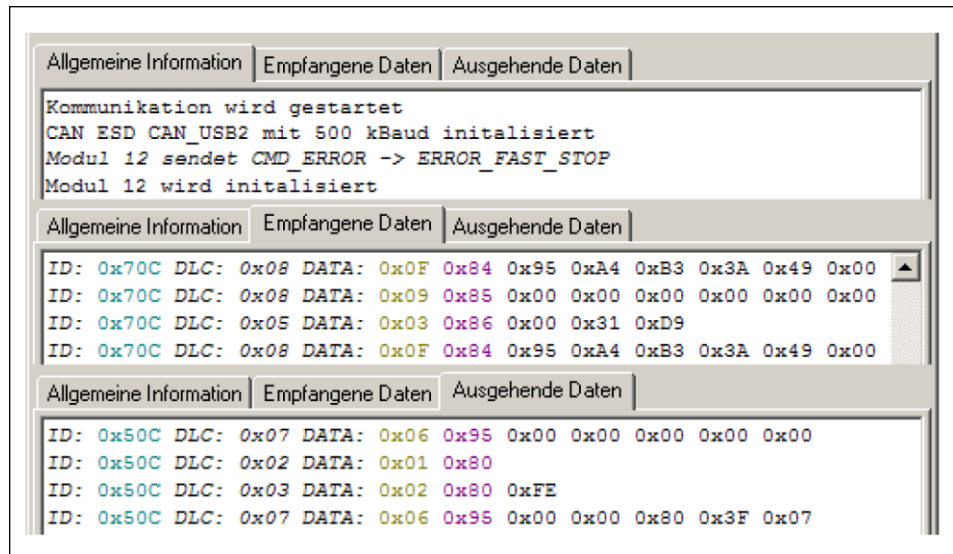 Allgemeine Information Empfangene Daten Ausgehende Daten
Kommunikation wird gestartet
CAN ESD CAN_USB2 mit 500 kBaud initalisiert
Modul 12 sendet CMD_ERROR -> ERROR_FAST_STOP
Modul 12 wird initalisiert
Allgemeine Information Empfangene Daten Ausgehende Daten
ID: 0x70C DLC: 0x08 DATA: 0x0F 0x84 0x95 0xA4 0xB3 0x3A 0x49 0x00
ID: 0x70C DLC: 0x08 DATA: 0x09 0x85 0x00 0x00 0x00 0x00 0x00 0x00
ID: 0x70C DLC: 0x05 DATA: 0x03 0x86 0x00 0x31 0xD9
ID: 0x70C DLC: 0x08 DATA: 0x0F 0x84 0x95 0xA4 0xB3 0x3A 0x49 0x00
Allgemeine Information Empfangene Daten Ausgehende Daten
ID: 0x50C DLC: 0x07 DATA: 0x06 0x95 0x00 0x00 0x00 0x00 0x00
ID: 0x50C DLC: 0x02 DATA: 0x01 0x80
ID: 0x50C DLC: 0x03 DATA: 0x02 0x80 0xFE
ID: 0x50C DLC: 0x07 DATA: 0x06 0x95 0x00 0x00 0x80 0x3F 0x07